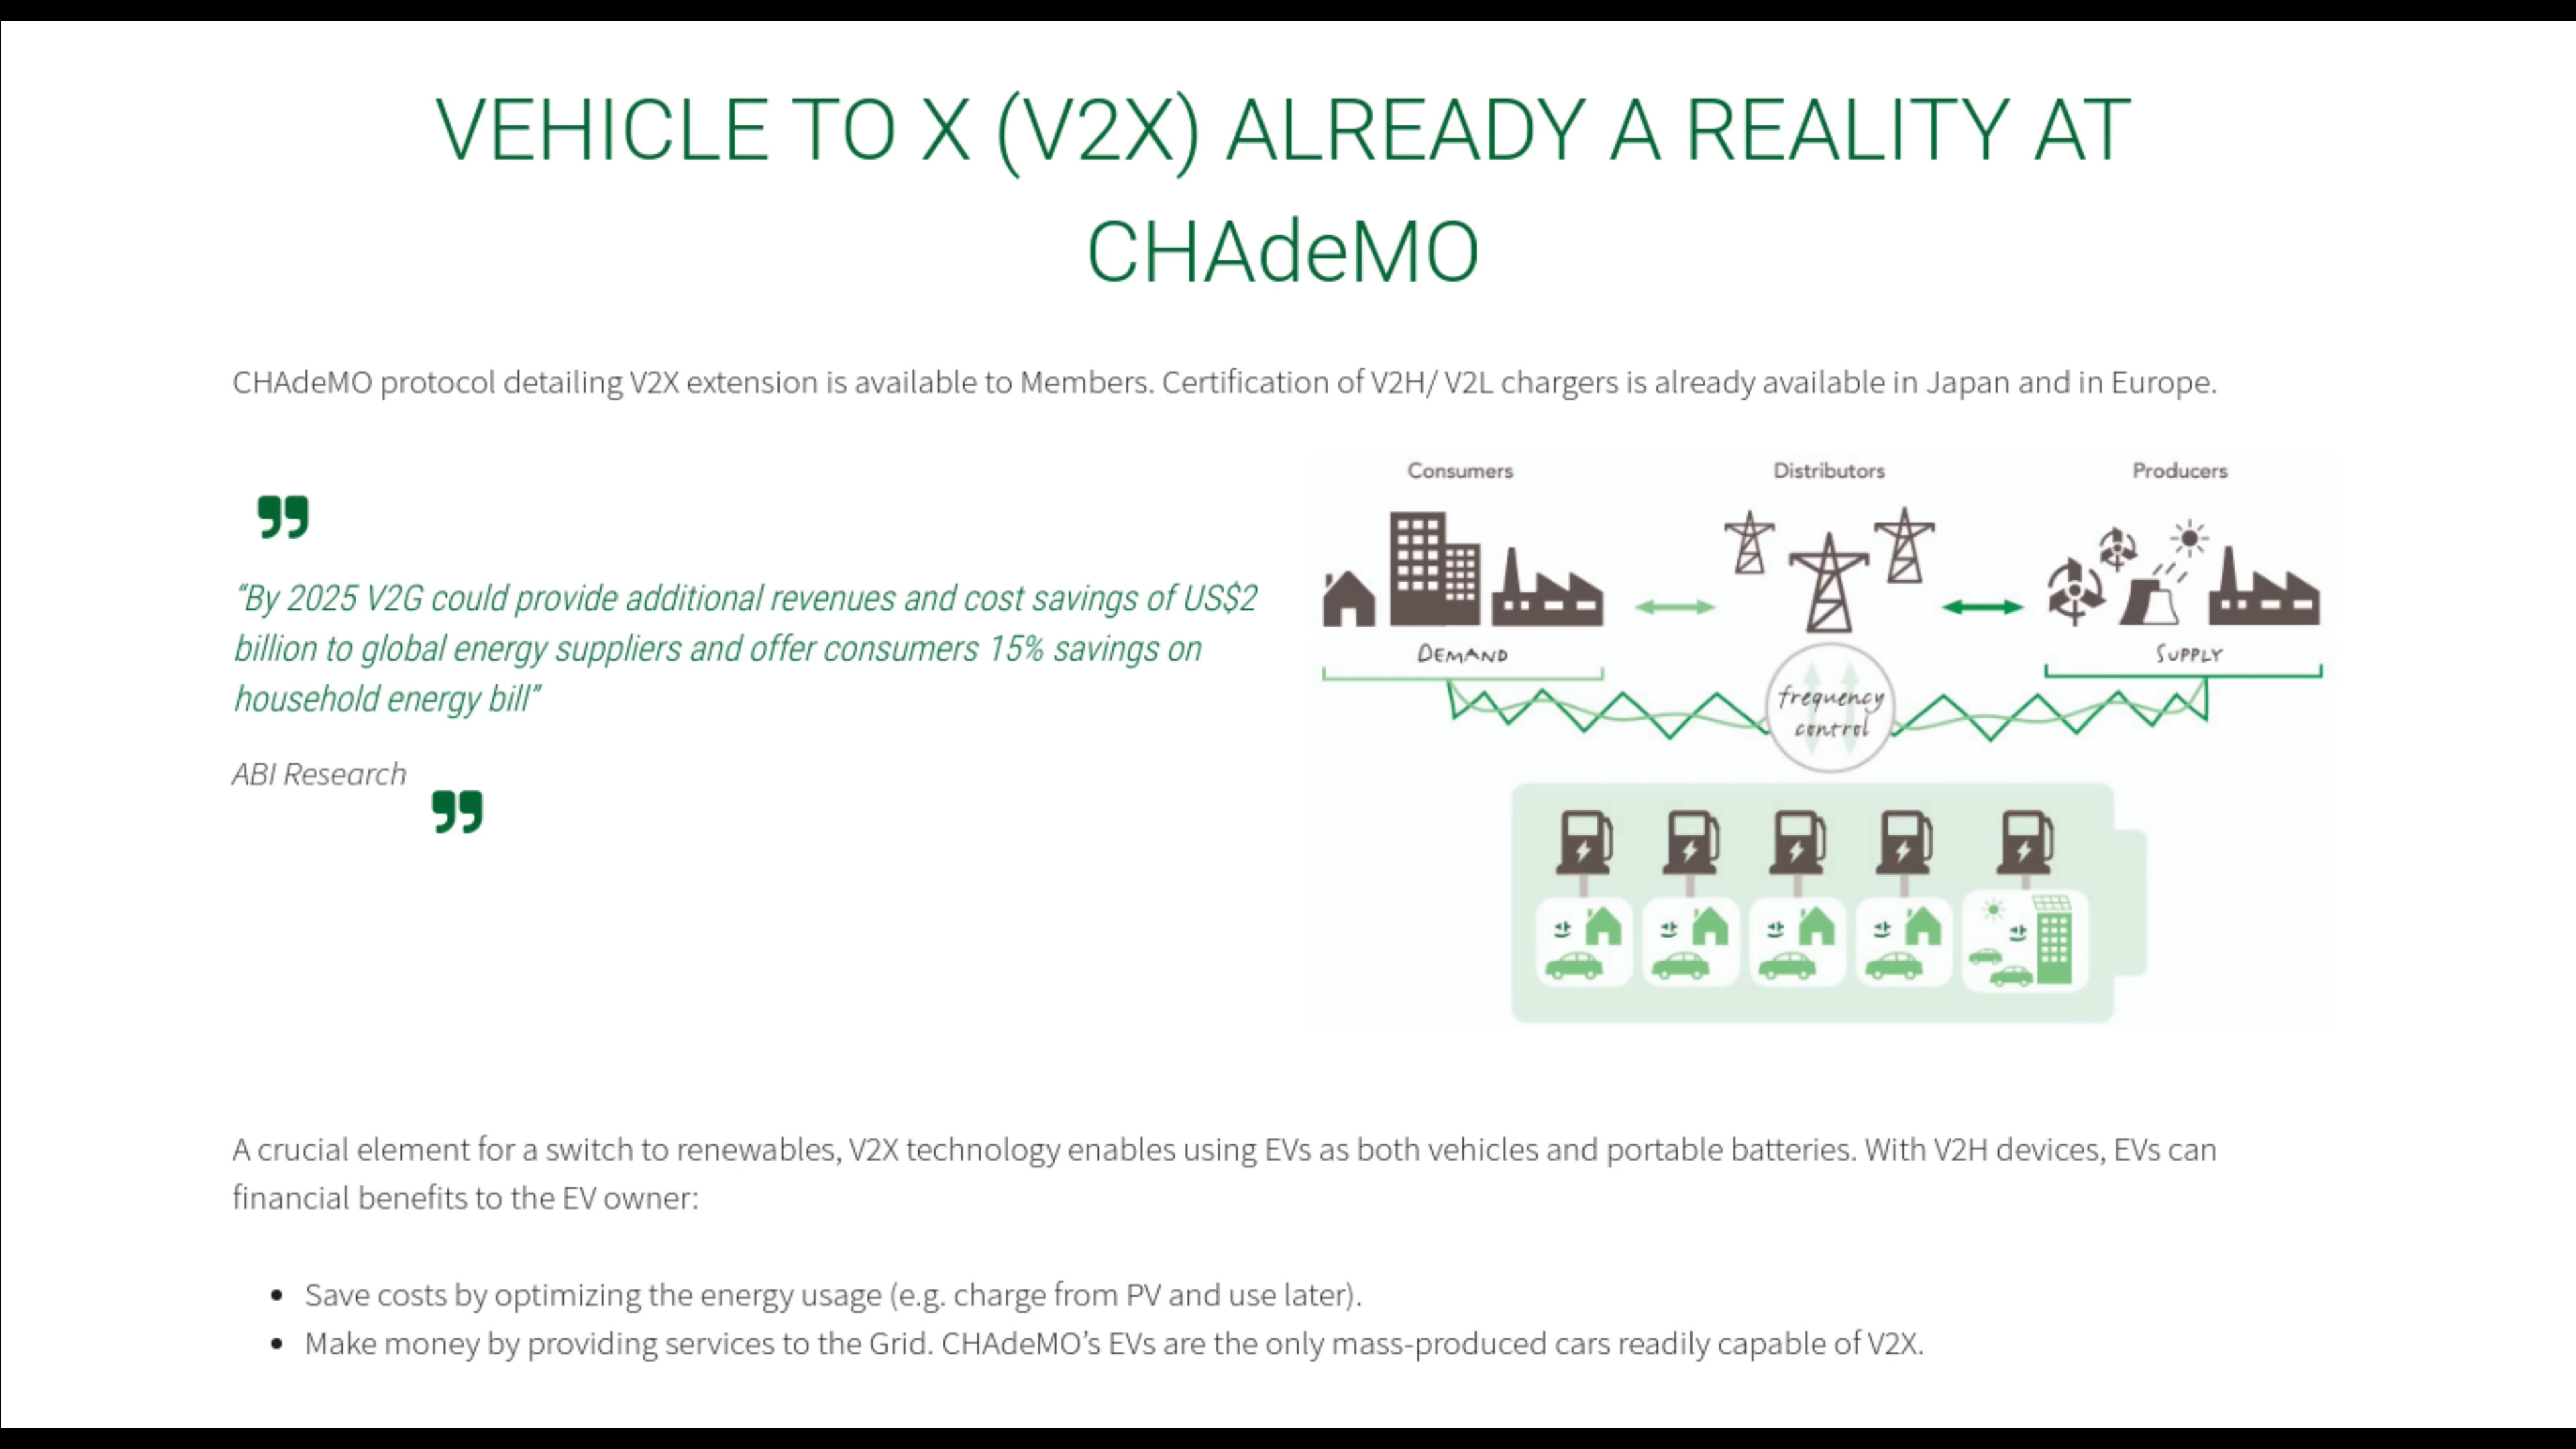 VEHICLE TO X (V2X) ALREADY A REALITY AT
CHAdeMO
CHAdeMO protocol detailing V2X extension is available to Members. Certification of V2H/ V2L chargers is already available in Japan and in Europe.
”
“By 2025 V2G could provide additional revenues and cost savings of US$2
billion to global energy suppliers and offer consumers 15% savings on
household energy bill”
ABI Research
”
Consumers
Distributors
Producers
DEMAND
SUPPLY
frequency
control
A crucial element for a switch to renewables, V2X technology enables using EVs as both vehicles and portable batteries. With V2H devices, EVs can
financial benefits to the EV owner:
• Save costs by optimizing the energy usage (e.g. charge from PV and use later).
• Make money by providing services to the Grid. CHAdeMO’s EVs are the only mass-produced cars readily capable of V2X.